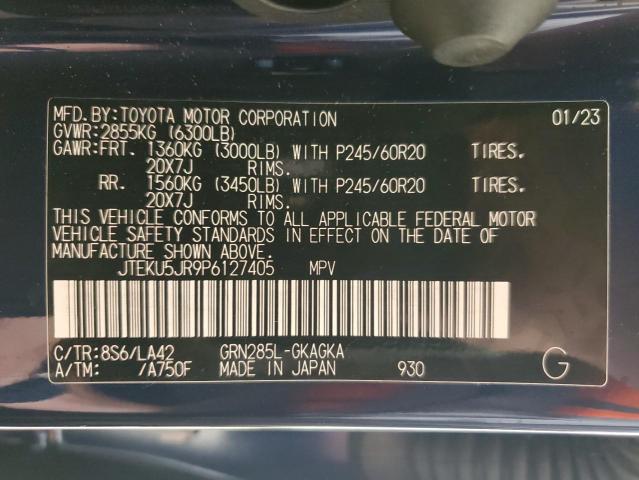 MFD.BY:TOYOTA MOTOR CORPORATION 01/23
GVWR:2855KG (6300LB)
GAWR:FRT. 1360KG (3000LB) WITH P245/60R20 TIRES.
20X7J RIMS.
RR. 1560KG (3450LB) WITH P245/60R20 TIRES.
20X7J RIMS.
THIS VEHICLE CONFORMS TO ALL APPLICABLE FEDERAL MOTOR
VEHICLE SAFETY STANDARDS IN EFFECT ON THE DATE OF
MANUFACTURE SHOWN ABOVE.
JTEKU5JR9P6127405 MPV
C/TR:8S6/LA42 GRN285L-GKAGKA
A/TM: /A750F MADE IN JAPAN 930 G